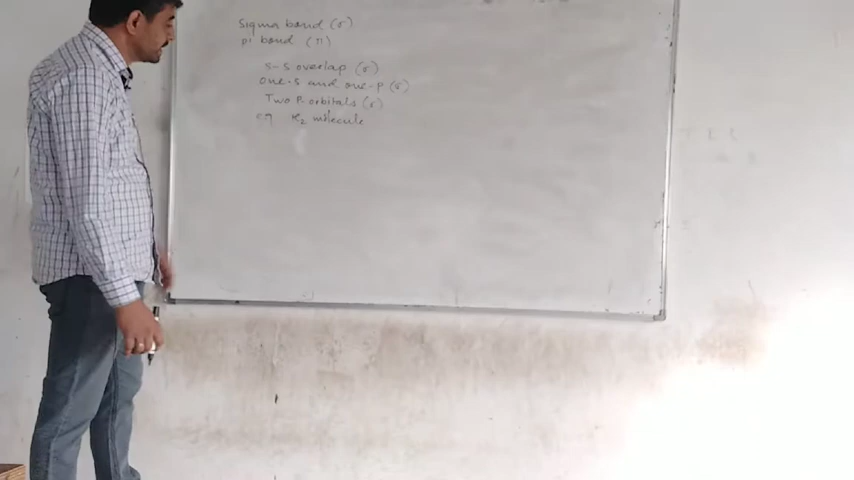 Sigma bond (σ)
Pi bond (π)
s-s overlap (σ)
one-s and one-p (σ)
Two P-orbitals (σ)
eg H₂ molecule